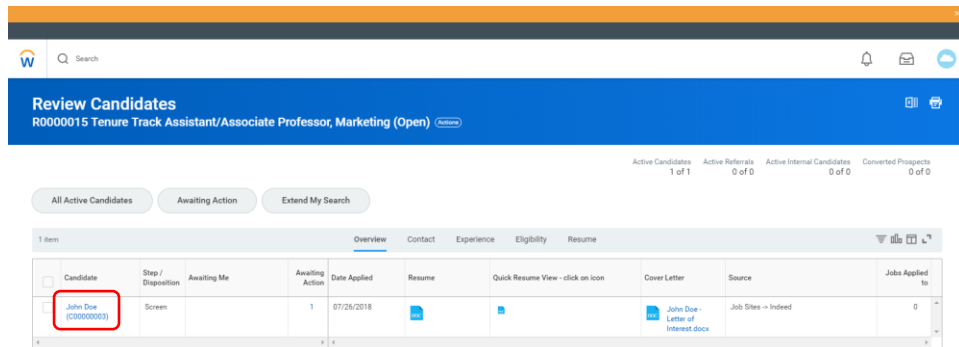 W
Search
Review Candidates
R0000015 Tenure Track Assistant/Associate Professor, Marketing (Open) Actions
Active Candidates Active Referrals Active Internal Candidates Converted Prospects
1 of 1 0 of 0 0 of 0 0 of 0
All Active Candidates Awaiting Action Extend My Search
1 item Overview Contact Experience Eligibility Resume
Candidate Step / Disposition Awaiting Me Awaiting Action Date Applied Resume Quick Resume View - click on icon Cover Letter Source Jobs Applied to
John Doe (C00000003) Screen 1 07/26/2018 DOC DOC John Doe - Letter of Interest.docx Job Sites -> Indeed 0